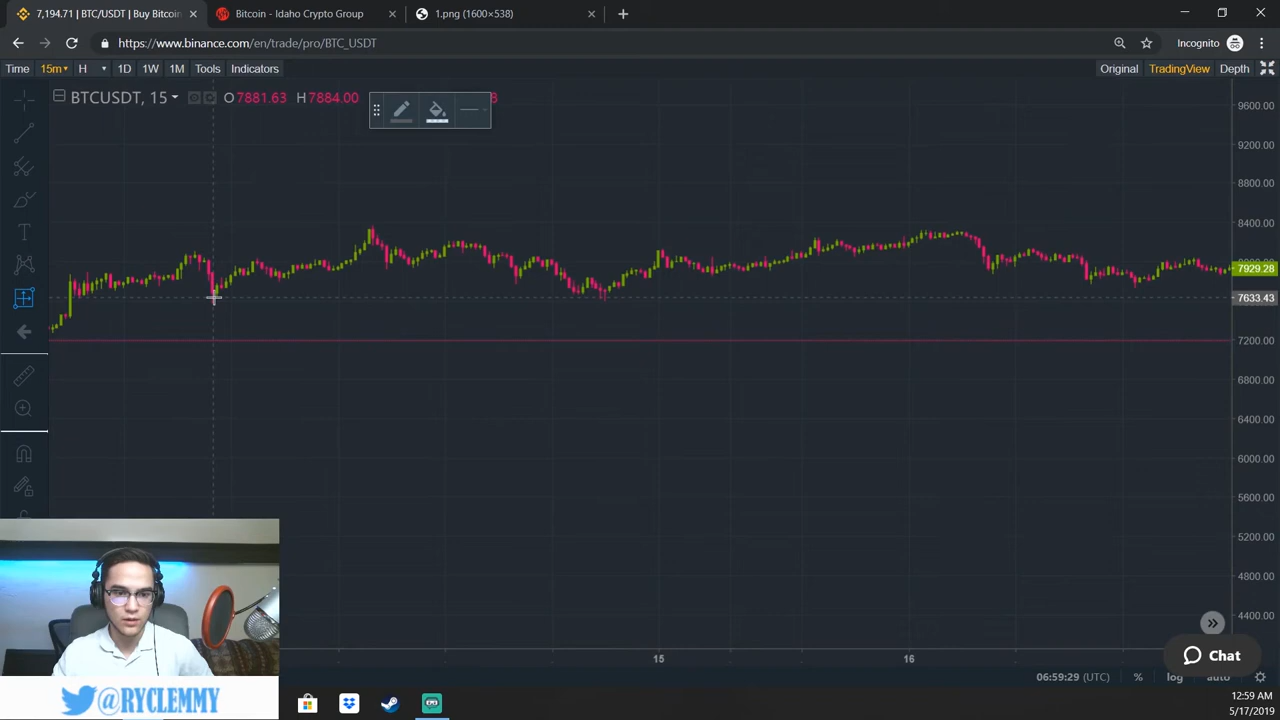 7,194.71 | BTC/USDT | Buy Bitcoin
Bitcoin - Idaho Crypto Group
1.png (1600×538)
https://www.binance.com/en/trade/pro/BTC_USDT
Incognito
Time 15m H 1D 1W 1M Tools Indicators
Original TradingView Depth
BTCUSDT, 15 O7881.63 H7884.00 3
9600.00
9200.00
8800.00
8400.00
7929.28
7633.43
7200.00
6800.00
6400.00
6000.00
5600.00
5200.00
4800.00
4400.00
15 16
Chat
06:59:29 (UTC) % log auto
@RYCLEMMY
12:59 AM
5/17/2019